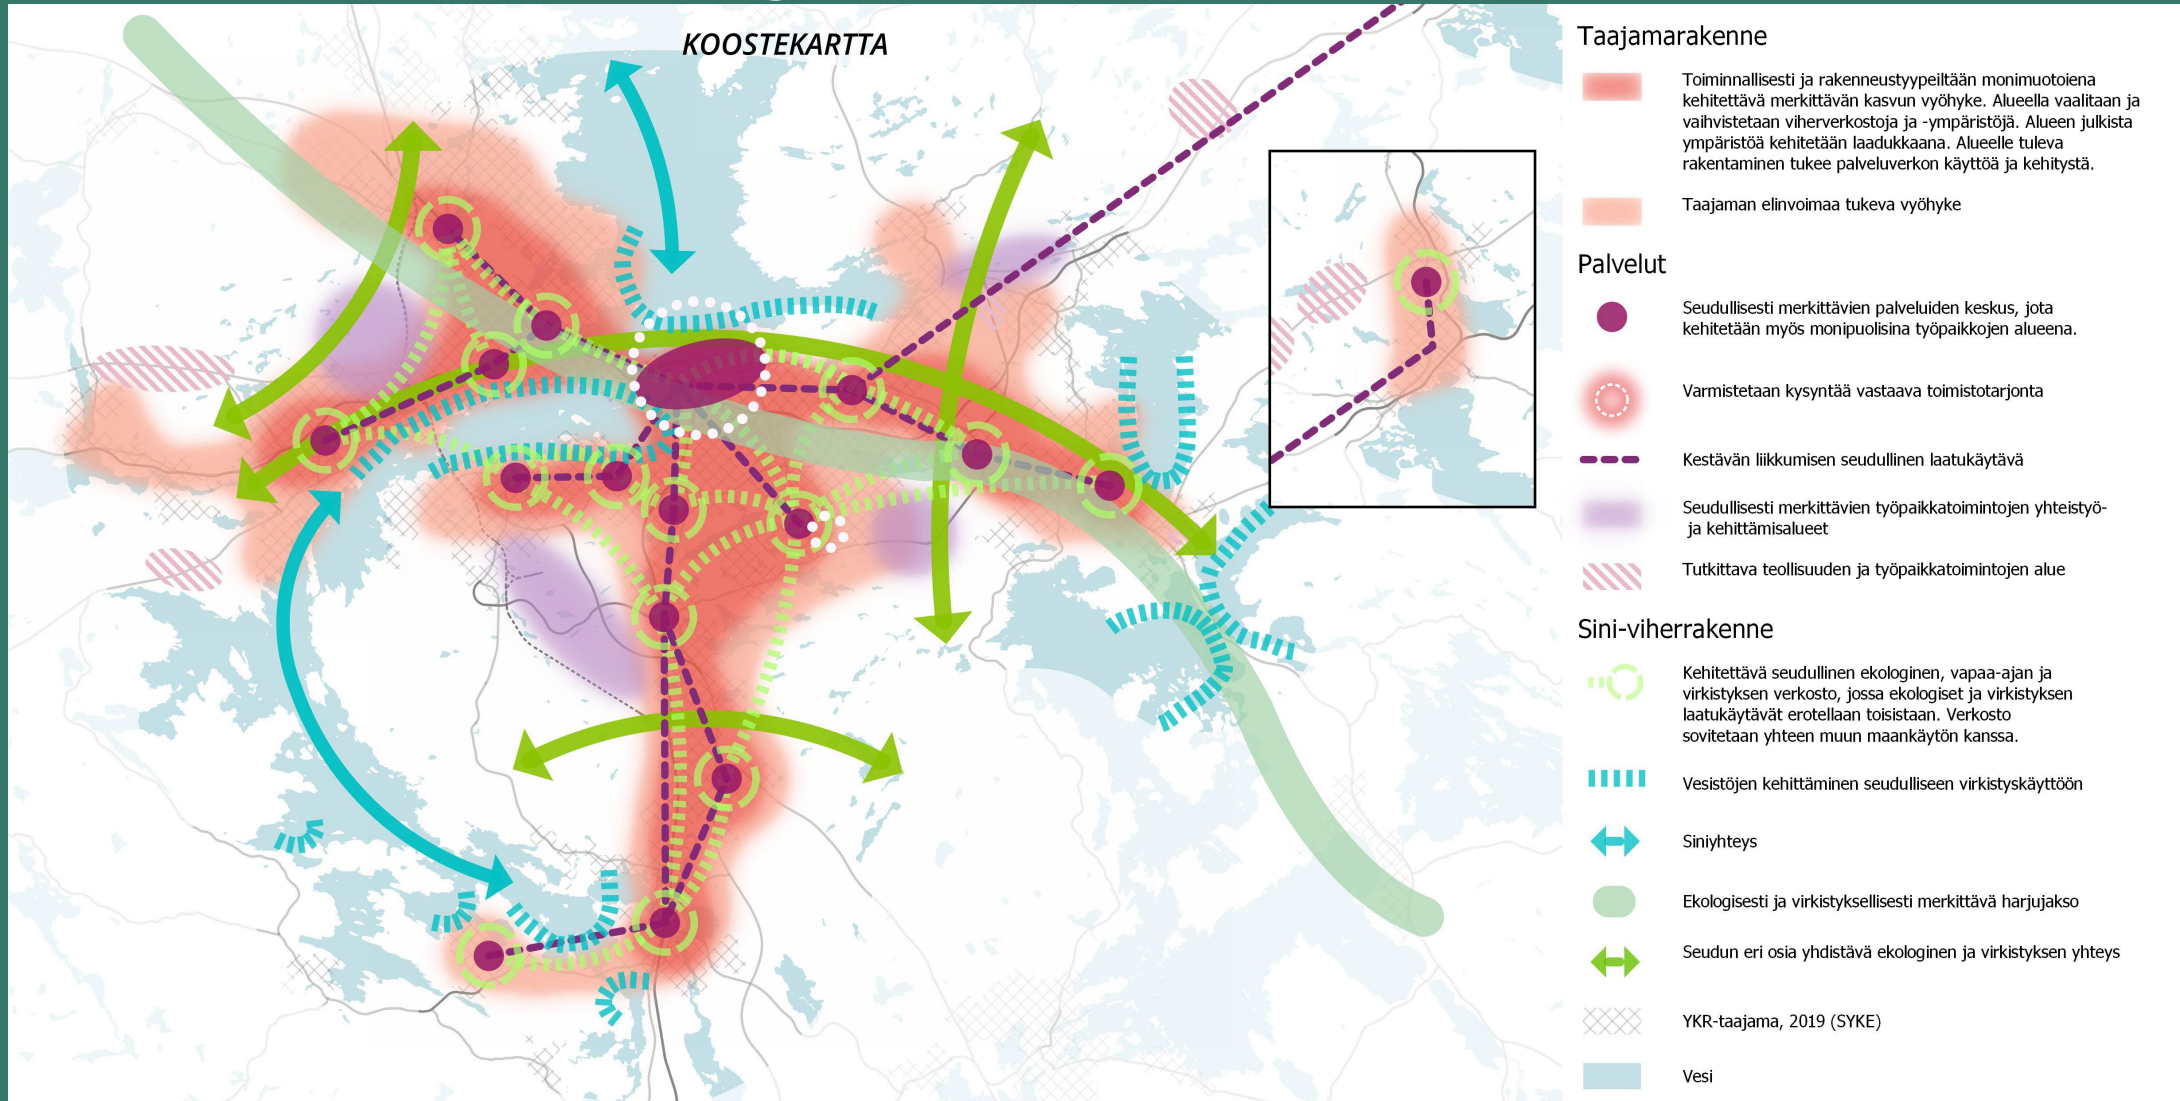 KOOSTEKARTTA
Taajamarakenne
Toiminnallisesti ja rakenneustyypeiltään monimuotoiena
kehitettävä merkittävän kasvun vyöhyke. Alueella vaalitaan ja
vaihvistetaan viherverkostoja ja -ympäristöjä. Alueen julkista
ympäristöä kehitetään laadukkaana. Alueelle tuleva
rakentaminen tukee palveluverkon käyttöä ja kehitystä.
Taajaman elinvoimaa tukeva vyöhyke
Palvelut
Seudullisesti merkittävien palveluiden keskus, jota
kehitetään myös monipuolisina työpaikkojen alueena.
Varmistetaan kysyntää vastaava toimistotarjonta
Kestävän liikkumisen seudullinen laatukäytävä
Seudullisesti merkittävien työpaikkatoimintojen yhteistyö-
ja kehittämisalueet
Tutkittava teollisuuden ja työpaikkatoimintojen alue
Sini-viherrakenne
Kehitettävä seudullinen ekologinen, vapaa-ajan ja
virkistyksen verkosto, jossa ekologiset ja virkistyksen
laatukäytävät erotellaan toisistaan. Verkosto
sovitetaan yhteen muun maankäytön kanssa.
Vesistöjen kehittäminen seudulliseen virkistyskäyttöön
Siniyhteys
Ekologisesti ja virkistyksellisesti merkittävä harjujakso
Seudun eri osia yhdistävä ekologinen ja virkistyksen yhteys
YKR-taajama, 2019 (SYKE)
Vesi